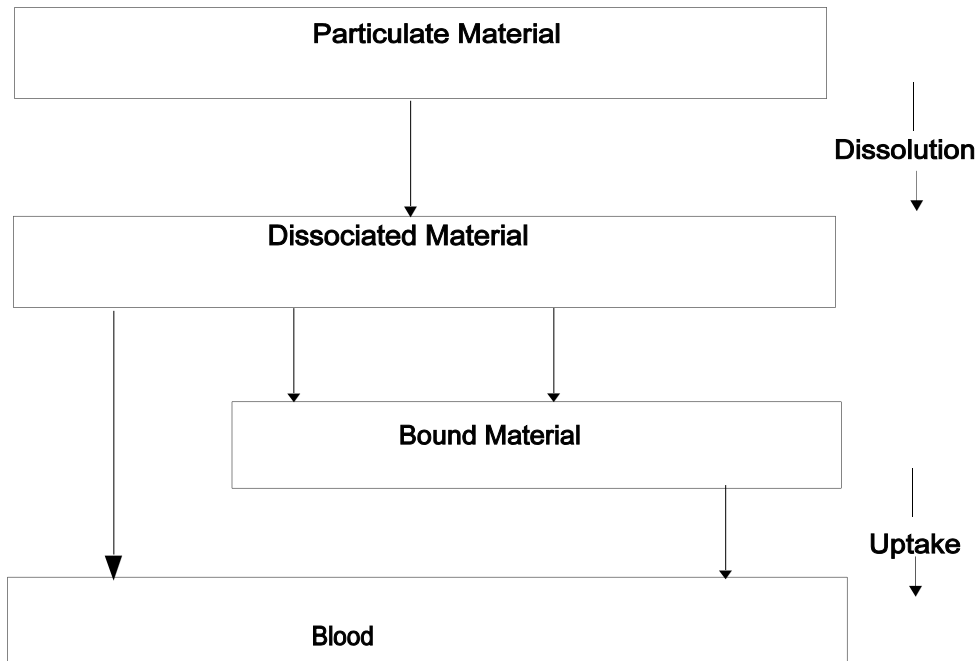 Particulate Material
Dissolution
Dissociated Material
Bound Material
Uptake
Blood